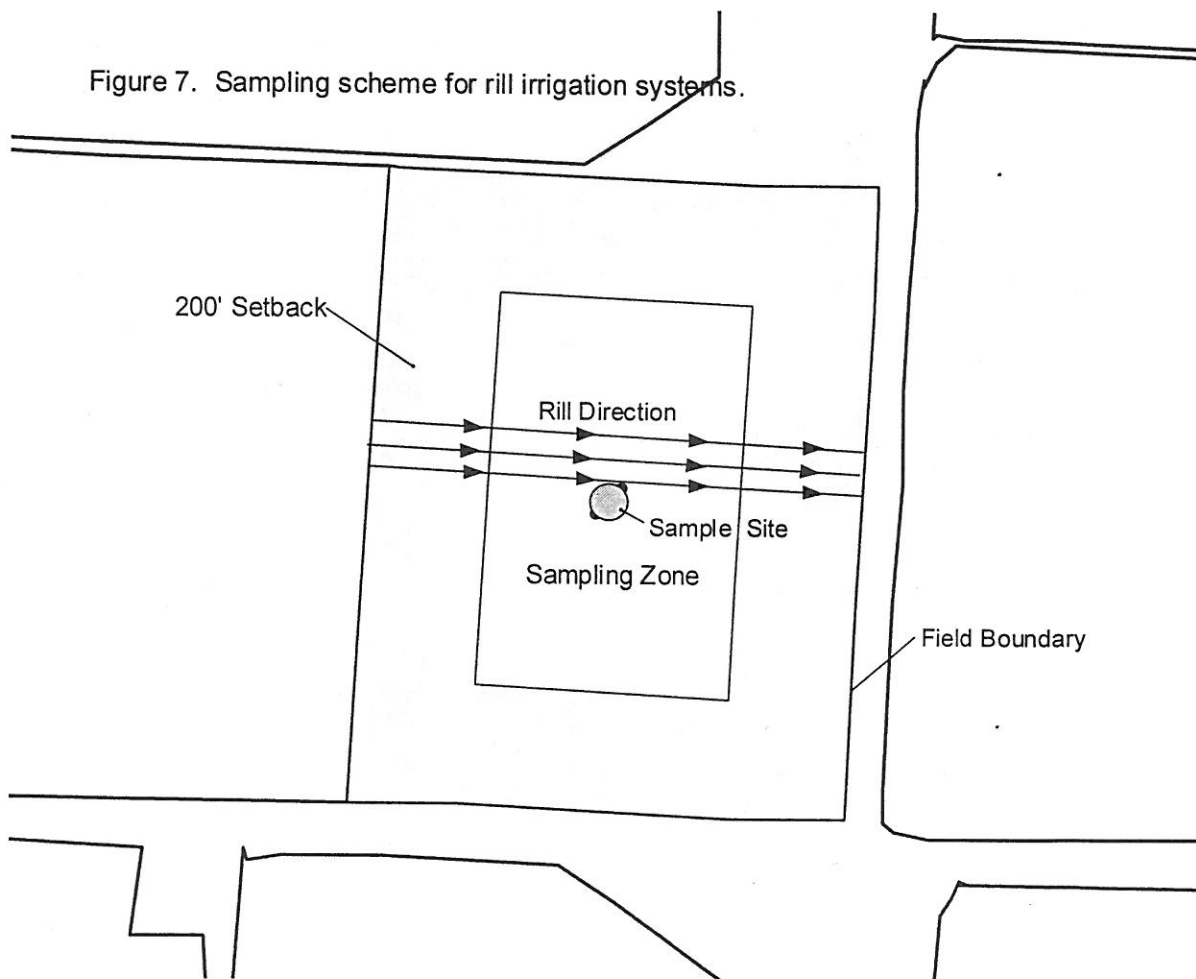 Figure 7. Sampling scheme for rill irrigation systems.
200' Setback
Rill Direction
Sample Site
Sampling Zone
Field Boundary